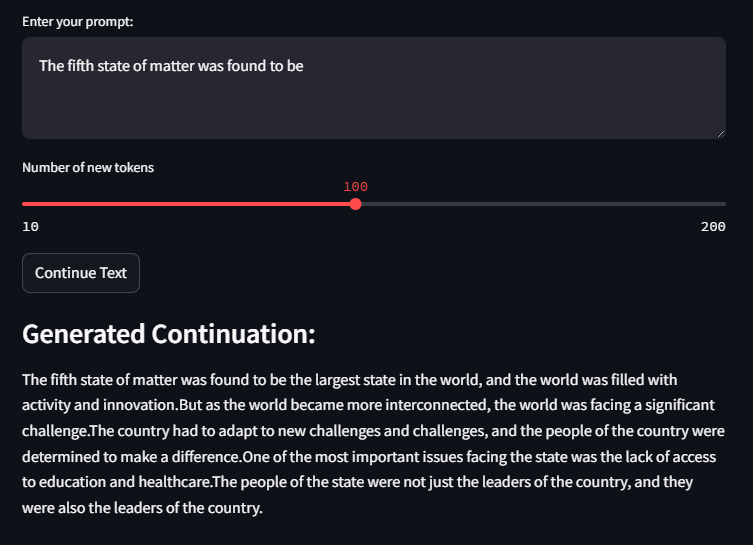 Enter your prompt:
The fifth state of matter was found to be
Number of new tokens
100
10
200
Continue Text
Generated Continuation:
The fifth state of matter was found to be the largest state in the world, and the world was filled with
activity and innovation.But as the world became more interconnected, the world was facing a significant
challenge.The country had to adapt to new challenges and challenges, and the people of the country were
determined to make a difference.One of the most important issues facing the state was the lack of access
to education and healthcare.The people of the state were not just the leaders of the country, and they
were also the leaders of the country.